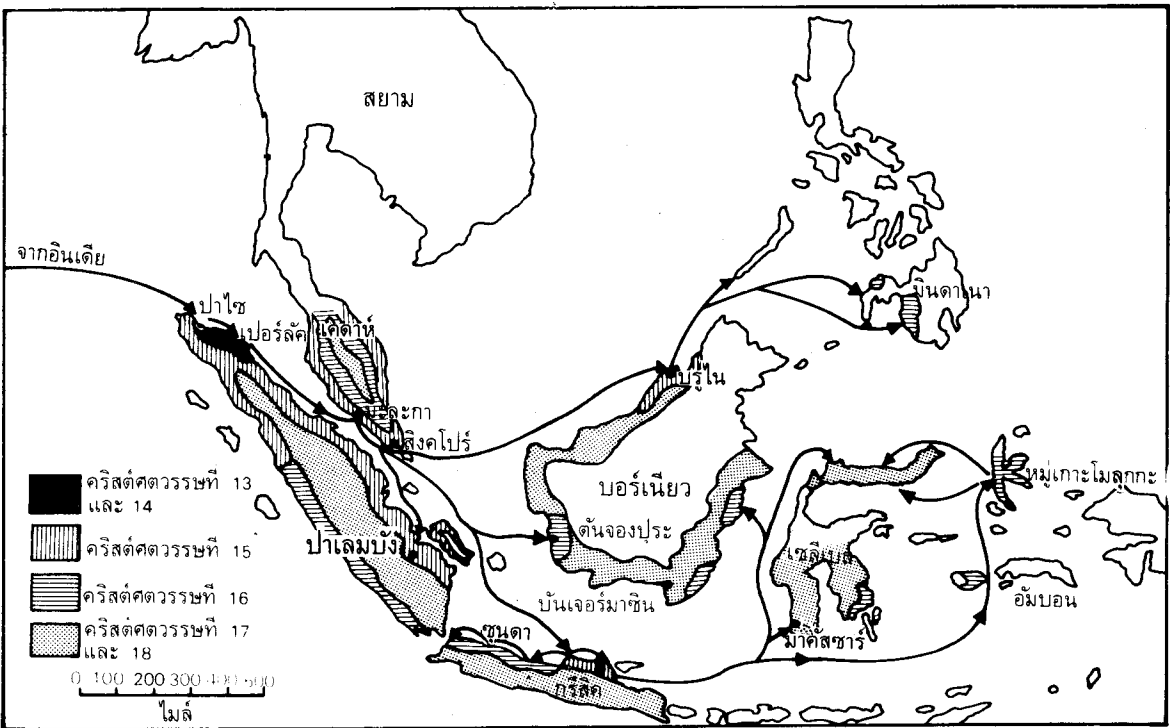 สยาม
จากอินเดีย
ปาไซ
เปอร์ลัค
เคดาห์
มินดาเนา
บรูไน
มะละกา
สิงคโปร์
บอร์เนียว
หมู่เกาะโมลุกกะ
คริสต์ศตวรรษที่ 13
และ 14
คริสต์ศตวรรษที่ 15
คริสต์ศตวรรษที่ 16
คริสต์ศตวรรษที่ 17
และ 18
ปาเลมบัง
ตันจองปุระ
เซลีเบส
อัมบอน
บันเจอร์มาซิน
ซุนดา
มาคัสซาร์
กรีสิค
0 100 200 300 400 500
ไมล์